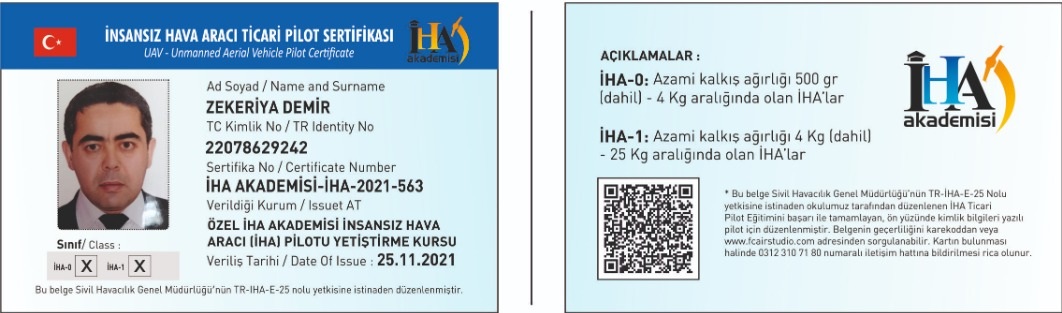 İNSANSIZ HAVA ARACI TİCARİ PİLOT SERTİFİKASI
UAV - Unmanned Aerial Vehicle Pilot Certificate
İHA
akademisi
Ad Soyad / Name and Surname
ZEKERİYA DEMİR
TC Kimlik No / TR Identity No
22078629242
Sertifika No / Certificate Number
İHA AKADEMİSİ-İHA-2021-563
Verildiği Kurum / Issuet AT
ÖZEL İHA AKADEMİSİ İNSANSIZ HAVA
ARACI (İHA) PİLOTU YETİŞTİRME KURSU
Veriliş Tarihi / Date Of Issue : 25.11.2021
Sınıf/ Class :
İHA-0 X İHA-1 X
Bu belge Sivil Havacılık Genel Müdürlüğü'nün TR-İHA-E-25 nolu yetkisine istinaden düzenlenmiştir.
AÇIKLAMALAR :
İHA-0: Azami kalkış ağırlığı 500 gr
(dahil) - 4 Kg aralığında olan İHA'lar
İHA-1: Azami kalkış ağırlığı 4 Kg (dahil)
- 25 Kg aralığında olan İHA'lar
İHA
akademisi
* Bu belge Sivil Havacılık Genel Müdürlüğü'nün TR-İHA-E-25 Nolu
yetkisine istinaden okulumuz tarafından düzenlenen İHA Ticari
Pilot Eğitimini başarı ile tamamlayan, ön yüzünde kimlik bilgileri yazılı
pilot için düzenlenmiştir. Belgenin geçerliliğini karekoddan veya
www.fcairstudio.com adresinden sorgulanabilir. Kartın bulunması
halinde 0312 310 71 80 numaralı iletişim hattına bildirilmesi rica olunur.